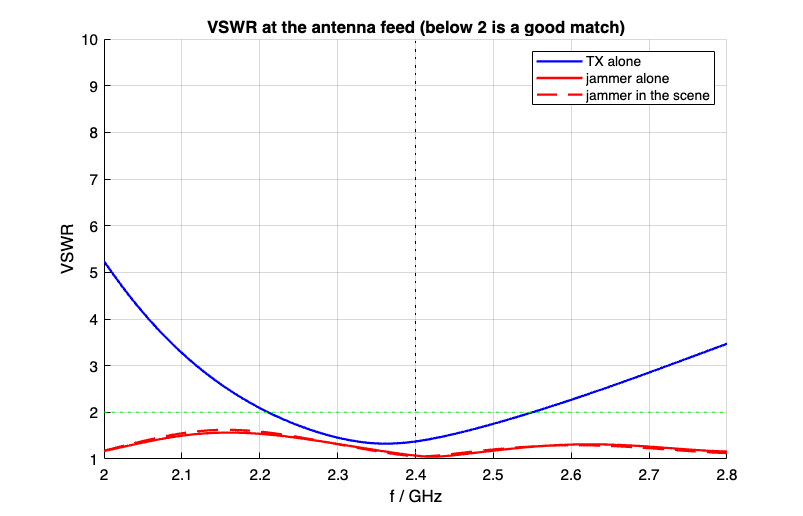 VSWR at the antenna feed (below 2 is a good match)
TX alone
jammer alone
jammer in the scene
VSWR
10
9
8
7
6
5
4
3
2
1
2 2.1 2.2 2.3 2.4 2.5 2.6 2.7 2.8
f / GHz